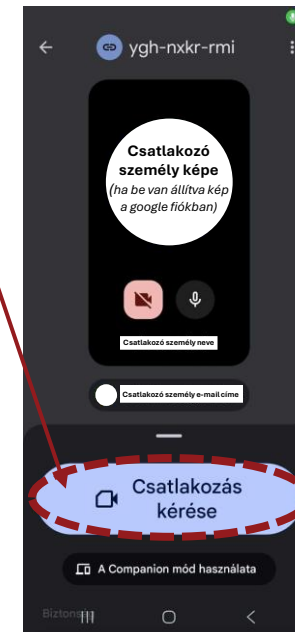 ygh-nxkr-rmi
Csatlakozó
személy képe
(ha be van állítva kép
a google fiókban)
Csatlakozó személy neve
Csatlakozó személy e-mail címe
Csatlakozás
kérése
A Companion mód használata